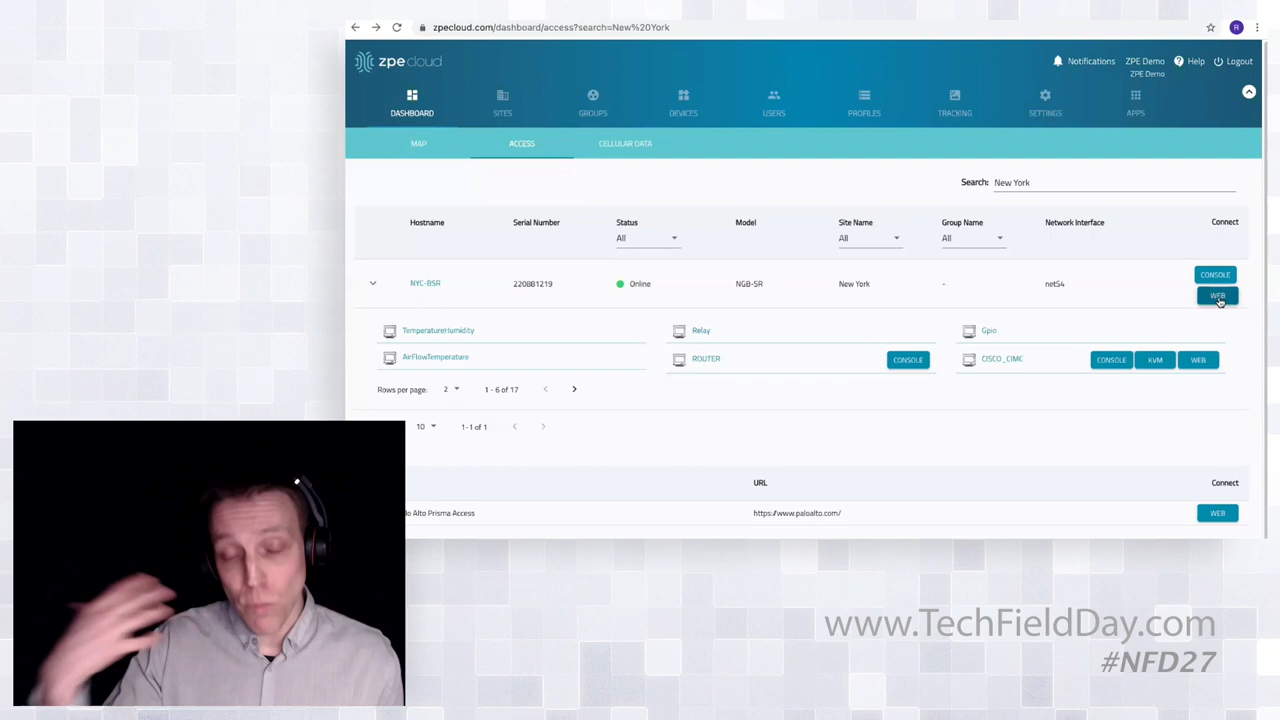 zpecloud.com/dashboard/access?search=New%20York
R
zpe cloud
Notifications
ZPE Demo
Help
Logout
ZPE Demo
DASHBOARD
SITES
GROUPS
DEVICES
USERS
PROFILES
TRACKING
SETTINGS
APPS
MAP
ACCESS
CELLULAR DATA
Search: New York
Hostname
Serial Number
Status
Model
Site Name
Group Name
Network Interface
Connect
All
All
All
NYC-BSR
220881219
Online
NGB-SR
New York
-
netS4
CONSOLE
WEB
TemperatureHumidity
Relay
Gpio
AirFlowTemperature
ROUTER
CONSOLE
CISCO_CIMC
CONSOLE
KVM
WEB
Rows per page: 2 1 - 6 of 17
10 1-1 of 1
URL
Connect
lo Alto Prisma Access
https://www.paloalto.com/
WEB
www.TechFieldDay.com
#NFD27